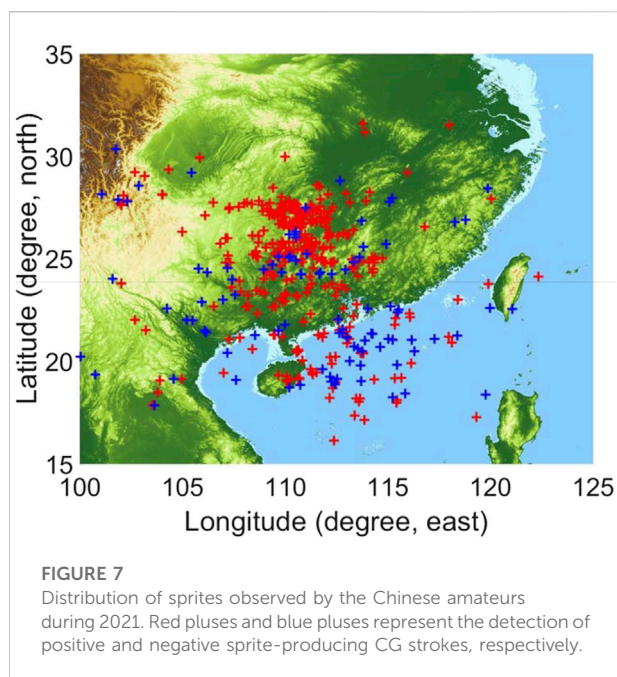 35
30
25
20
15
Latitude (degree, north)
100 105 110 115 120 125
Longitude (degree, east)
FIGURE 7
Distribution of sprites observed by the Chinese amateurs
during 2021. Red pluses and blue pluses represent the detection of
positive and negative sprite-producing CG strokes, respectively.